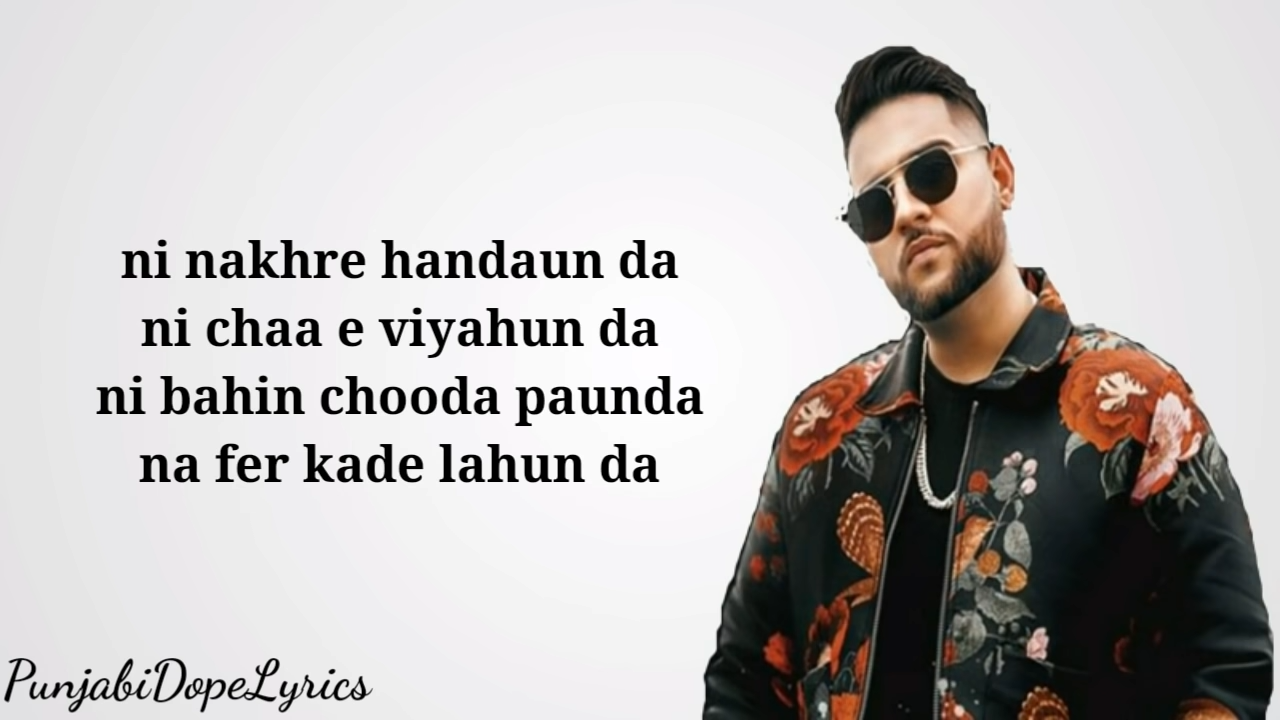 ni nakhre handaun da
ni chaa e viyahun da
ni bahin chooda paunda
na fer kade lahun da
PunjabiDopeLyrics